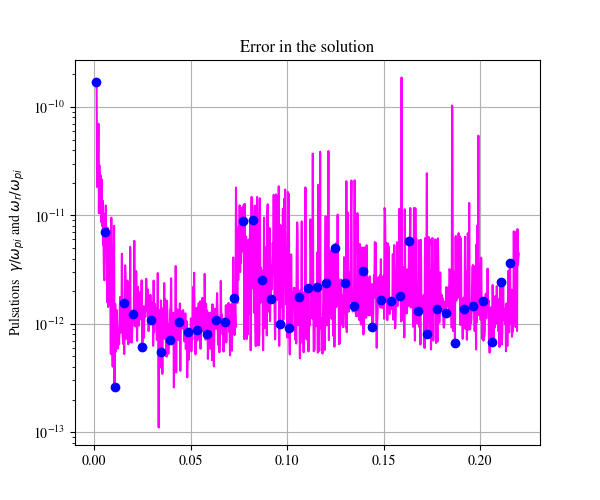 Error in the solution
Pulsations γ/ω_pi and ω_r/ω_pi
10⁻¹⁰
10⁻¹¹
10⁻¹²
10⁻¹³
0.00 0.05 0.10 0.15 0.20